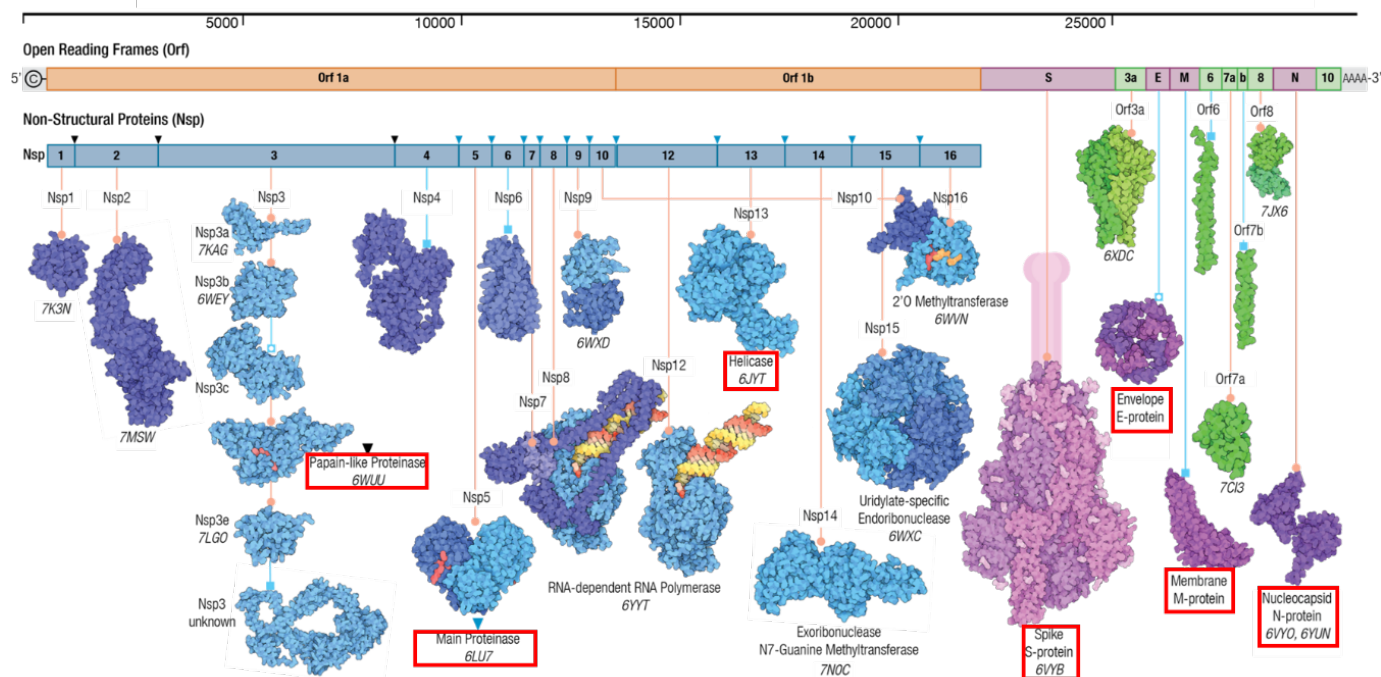 5000 10000 15000 20000 25000
Open Reading Frames (Orf)
5' C Orf 1a Orf 1b S 3a E M 6 7a b 8 N 10 AAAA-3'
Non-Structural Proteins (Nsp)
Nsp 1 2 3 4 5 6 7 8 9 10 12 13 14 15 16
Orf3a
Orf6
Orf8
Nsp1
Nsp2
Nsp3
Nsp4
Nsp6
Nsp9
Nsp10
Nsp16
Nsp13
7JX6
Nsp3a
7KAG
Orf7b
6XDC
Nsp3b
6WEY
7K3N
2'O Methyltransferase
6WVN
Nsp15
6WXD
Helicase
6JYT
Nsp3c
Nsp12
Nsp8
Nsp7
Orf7a
Envelope
E-protein
7MSW
Papain-like Proteinase
6WUU
7CI3
Nsp5
Uridylate-specific
Endoribonuclease
6WXC
Nsp14
Nsp3e
7LGO
RNA-dependent RNA Polymerase
6YYT
Membrane
M-protein
Nucleocapsid
N-protein
6VYO, 6YUN
Nsp3
unknown
Main Proteinase
6LU7
Exoribonuclease
N7-Guanine Methyltransferase
7N0C
Spike
S-protein
6VYB